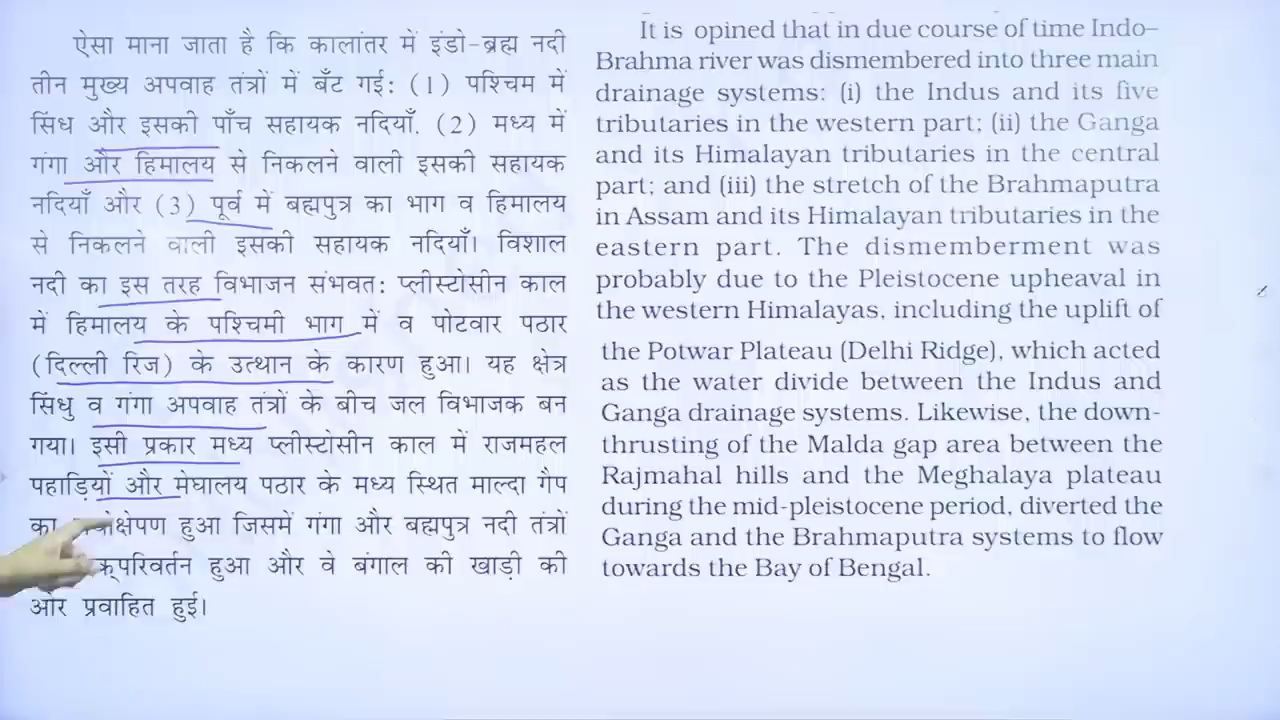 ऐसा माना जाता है कि कालांतर में इंडो-ब्रह्म नदी
तीन मुख्य अपवाह तंत्रों में बँट गई: (1) पश्चिम में
सिंध और इसकी पाँच सहायक नदियाँ, (2) मध्य में
गंगा और हिमालय से निकलने वाली इसकी सहायक
नदियाँ और (3) पूर्व में बह्मपुत्र का भाग व हिमालय
से निकलने वाली इसकी सहायक नदियाँ। विशाल
नदी का इस तरह विभाजन संभवत: प्लीस्टोसीन काल
में हिमालय के पश्चिमी भाग में व पोटवार पठार
(दिल्ली रिज) के उत्थान के कारण हुआ। यह क्षेत्र
सिंधु व गंगा अपवाह तंत्रों के बीच जल विभाजक बन
गया। इसी प्रकार मध्य प्लीस्टोसीन काल में राजमहल
पहाड़ियों और मेघालय पठार के मध्य स्थित माल्दा गैप
का हुआ जिसमें गंगा और बह्मपुत्र नदी तंत्रों
हुआ और वे बंगाल की खाड़ी की
ओर प्रवाहित हुई।
It is opined that in due course of time Indo–
Brahma river was dismembered into three main
drainage systems: (i) the Indus and its five
tributaries in the western part; (ii) the Ganga
and its Himalayan tributaries in the central
part; and (iii) the stretch of the Brahmaputra
in Assam and its Himalayan tributaries in the
eastern part. The dismemberment was
probably due to the Pleistocene upheaval in
the western Himalayas, including the uplift of
the Potwar Plateau (Delhi Ridge), which acted
as the water divide between the Indus and
Ganga drainage systems. Likewise, the down-
thrusting of the Malda gap area between the
Rajmahal hills and the Meghalaya plateau
during the mid-pleistocene period, diverted the
Ganga and the Brahmaputra systems to flow
towards the Bay of Bengal.